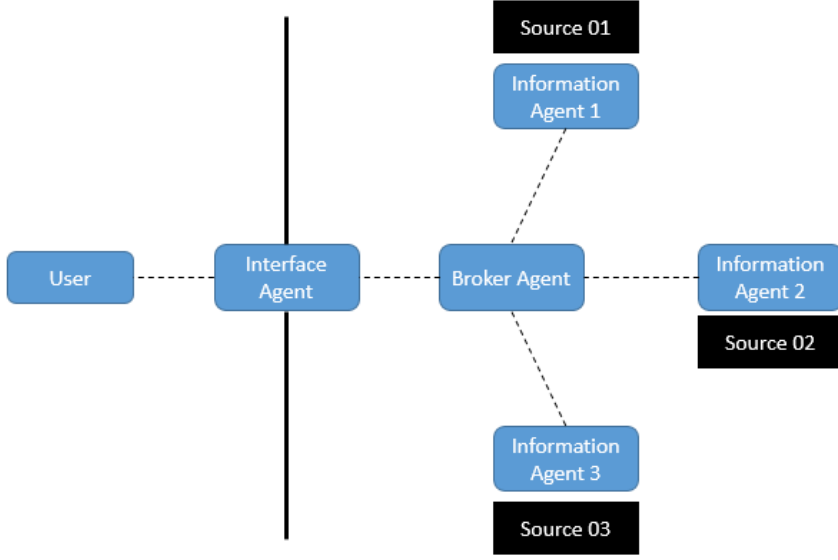 Source 01
Information
Agent 1
User
Interface
Agent
Broker Agent
Information
Agent 2
Source 02
Information
Agent 3
Source 03